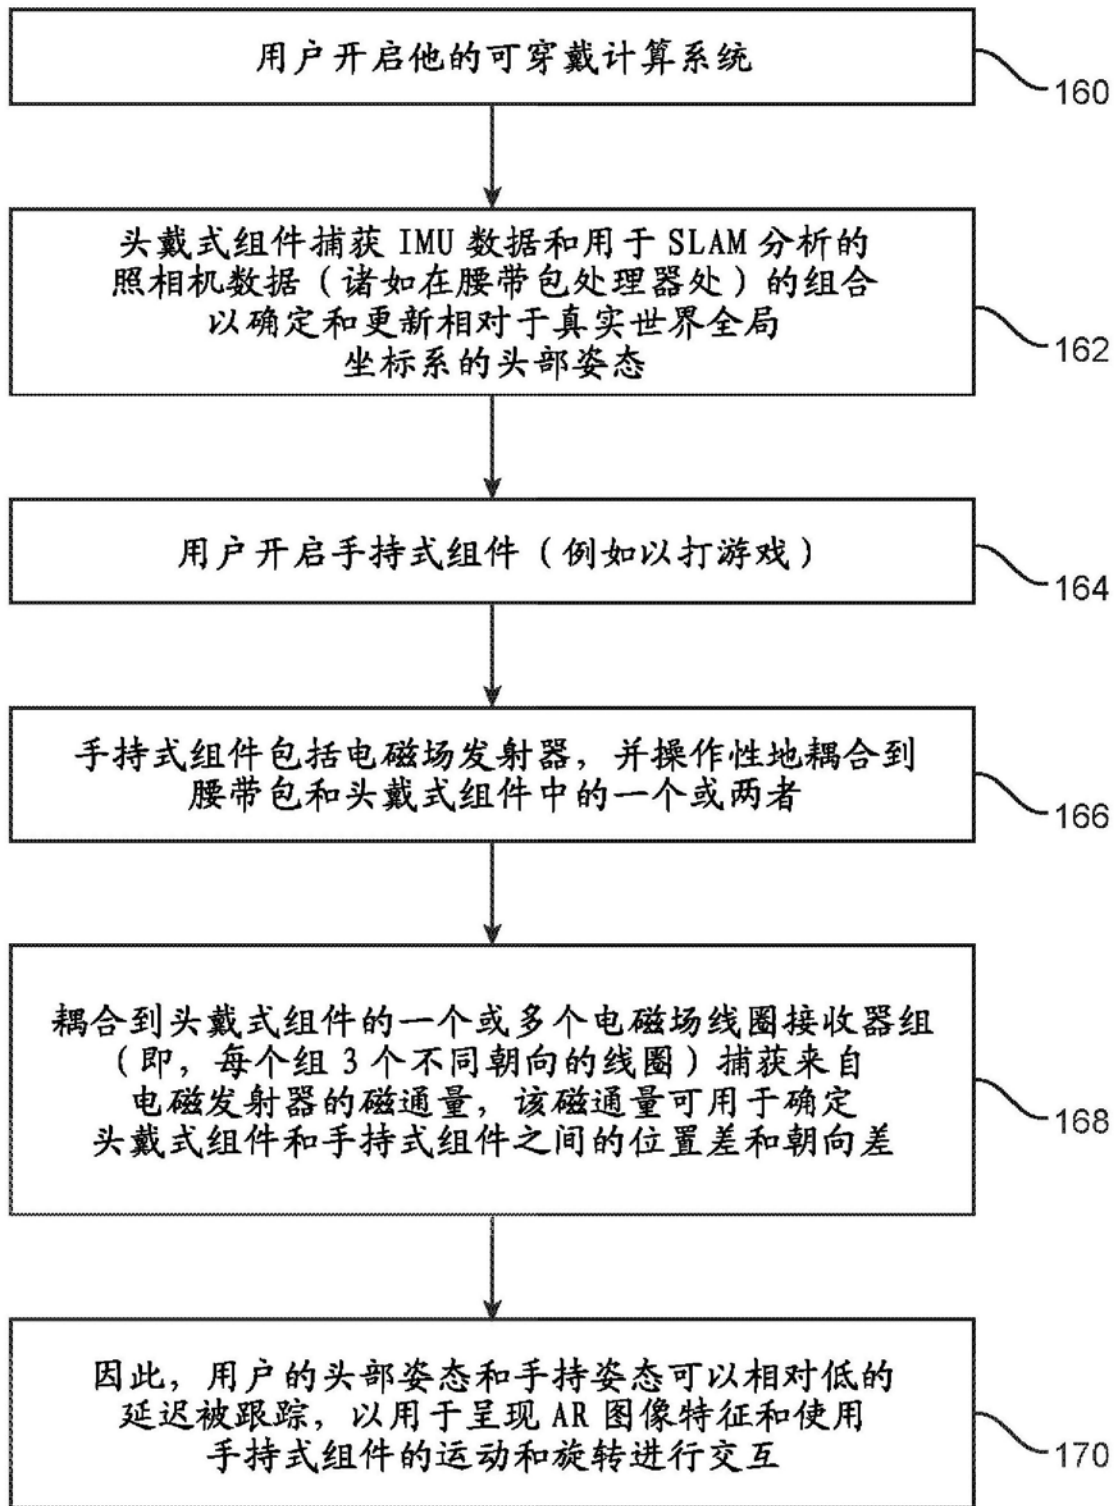 用户开启他的可穿戴计算系统
160
头戴式组件捕获 IMU 数据和用于 SLAM 分析的
照相机数据（诸如在腰带包处理器处）的组合
以确定和更新相对于真实世界全局
坐标系的头部姿态
162
用户开启手持式组件（例如以打游戏）
164
手持式组件包括电磁场发射器，并操作性地耦合到
腰带包和头戴式组件中的一个或两者
166
耦合到头戴式组件的一个或多个电磁场线圈接收器组
（即，每个组 3 个不同朝向的线圈）捕获来自
电磁发射器的磁通量，该磁通量可用于确定
头戴式组件和手持式组件之间的位置差和朝向差
168
因此，用户的头部姿态和手持姿态可以相对低的
延迟被跟踪，以用于呈现 AR 图像特征和使用
手持式组件的运动和旋转进行交互
170